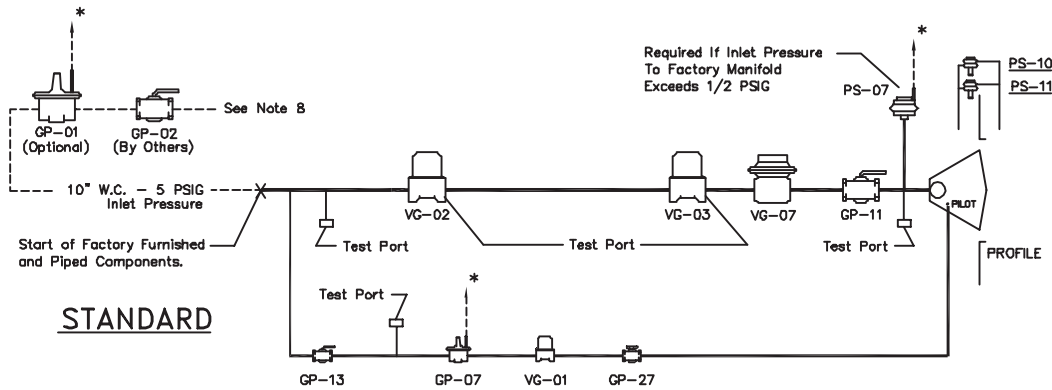 *
*
Required If Inlet Pressure
To Factory Manifold
Exceeds 1/2 PSIG
PS-07
PS-10
PS-11
See Note 8
GP-01
(Optional)
GP-02
(By Others)
10" W.C. - 5 PSIG
Inlet Pressure
VG-02
VG-03
VG-07
GP-11
PILOT
Start of Factory Furnished
and Piped Components.
Test Port
Test Port
Test Port
PROFILE
STANDARD
Test Port
*
GP-13
GP-07
VG-01
GP-27